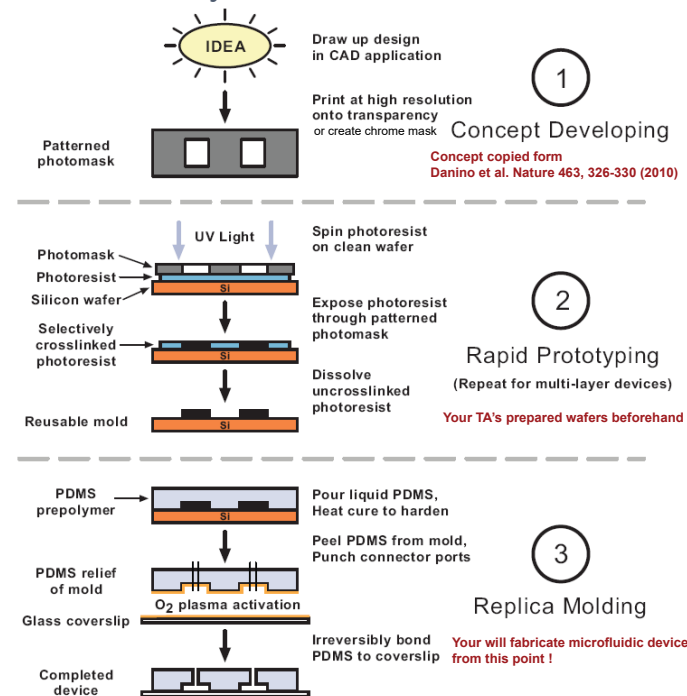 IDEA
Draw up design
in CAD application
Print at high resolution
onto transparency
or create chrome mask
Patterned
photomask
1
Concept Developing
Concept copied form
Danino et al. Nature 463, 326-330 (2010)
UV Light
Spin photoresist
on clean wafer
Photomask
Photoresist
Silicon wafer
Si
Expose photoresist
through patterned
photomask
Selectively
crosslinked
photoresist
Si
Dissolve
uncrosslinked
photoresist
Reusable mold
Si
2
Rapid Prototyping
(Repeat for multi-layer devices)
Your TA's prepared wafers beforehand
PDMS
prepolymer
Si
Pour liquid PDMS,
Heat cure to harden
Peel PDMS from mold,
Punch connector ports
PDMS relief
of mold
O2 plasma activation
Glass coverslip
Irreversibly bond
PDMS to coverslip
Completed
device
3
Replica Molding
Your will fabricate microfluidic device
from this point !